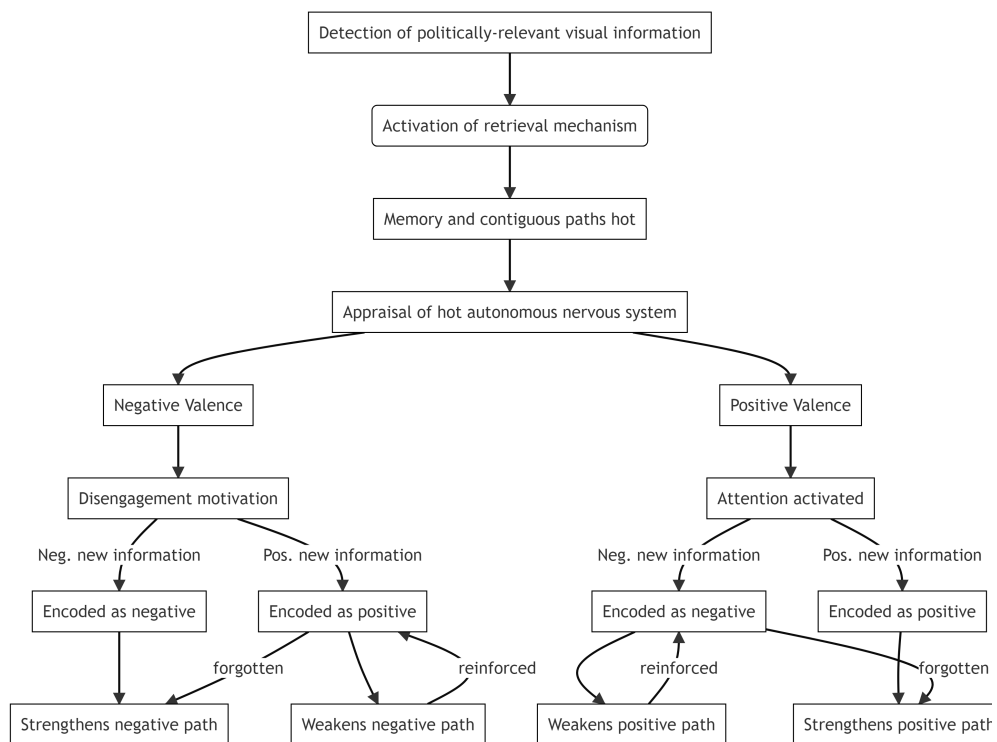 Detection of politically-relevant visual information
Activation of retrieval mechanism
Memory and contiguous paths hot
Appraisal of hot autonomous nervous system
Negative Valence
Positive Valence
Disengagement motivation
Attention activated
Neg. new information
Pos. new information
Neg. new information
Pos. new information
Encoded as negative
Encoded as positive
Encoded as negative
Encoded as positive
forgotten
reinforced
reinforced
forgotten
Strengthens negative path
Weakens negative path
Weakens positive path
Strengthens positive path